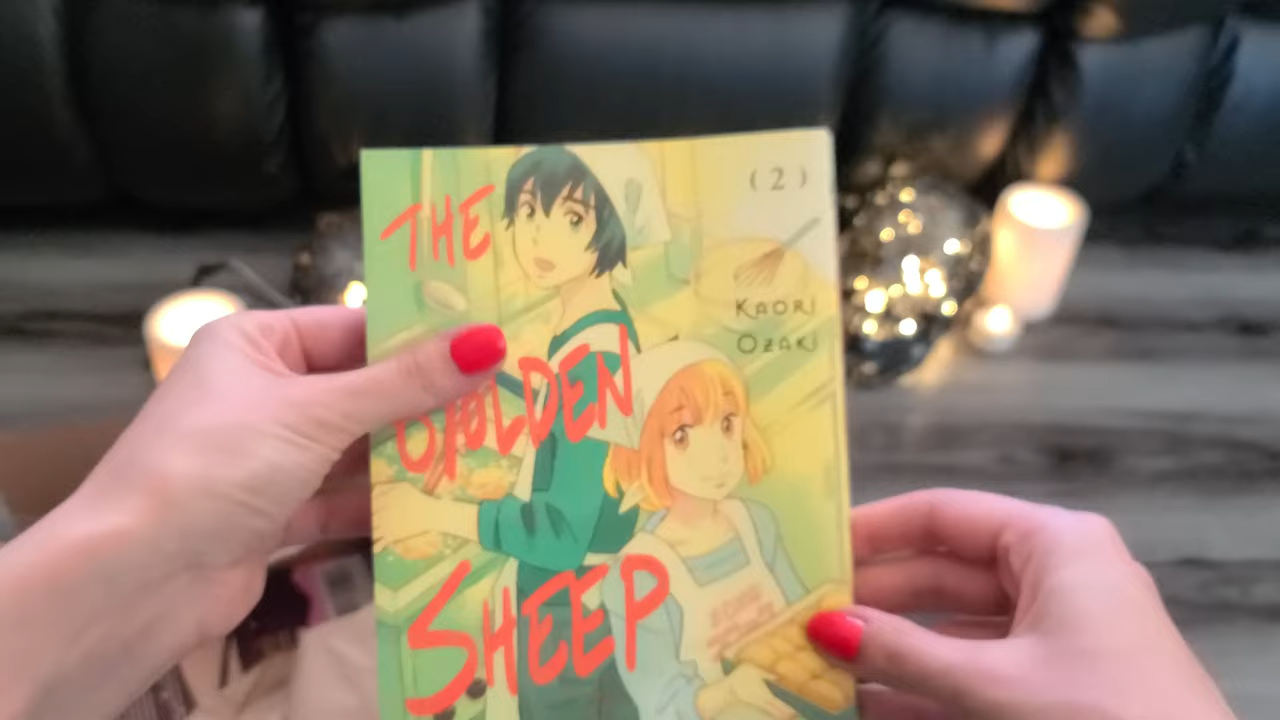 THE
GOLDEN
SHEEP
( 2 )
KAORI
OZAKI